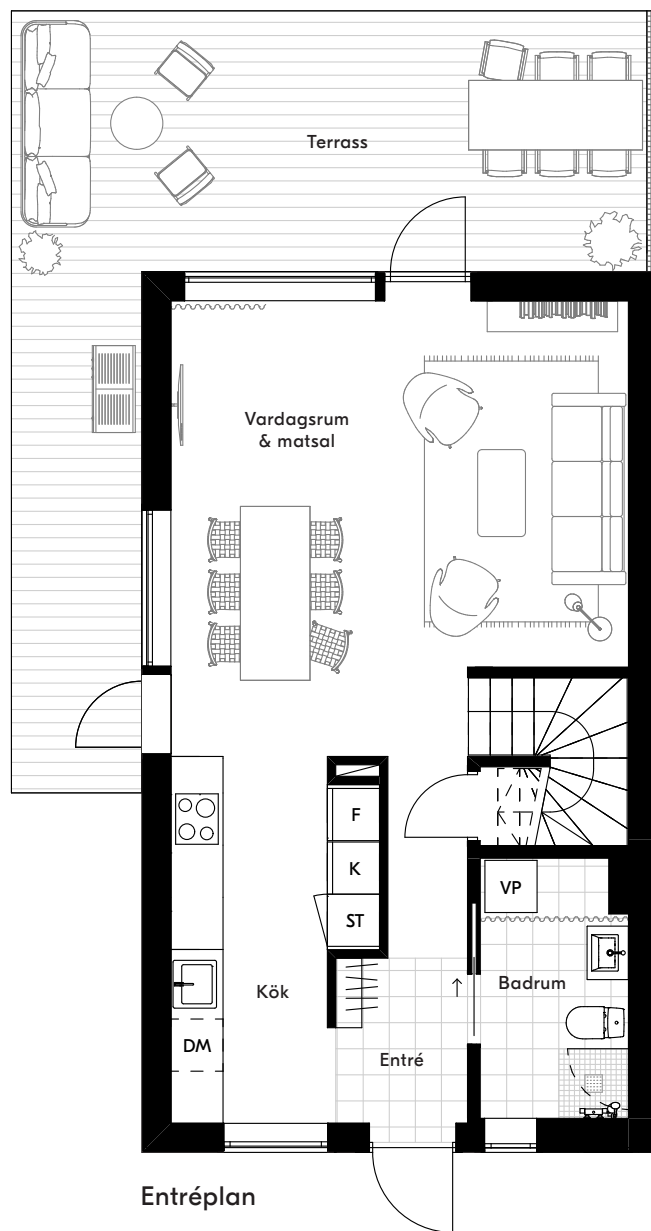 Terrass
Vardagsrum
& matsal
F
K
VP
ST
Badrum
Kök
DM
Entré
Entréplan